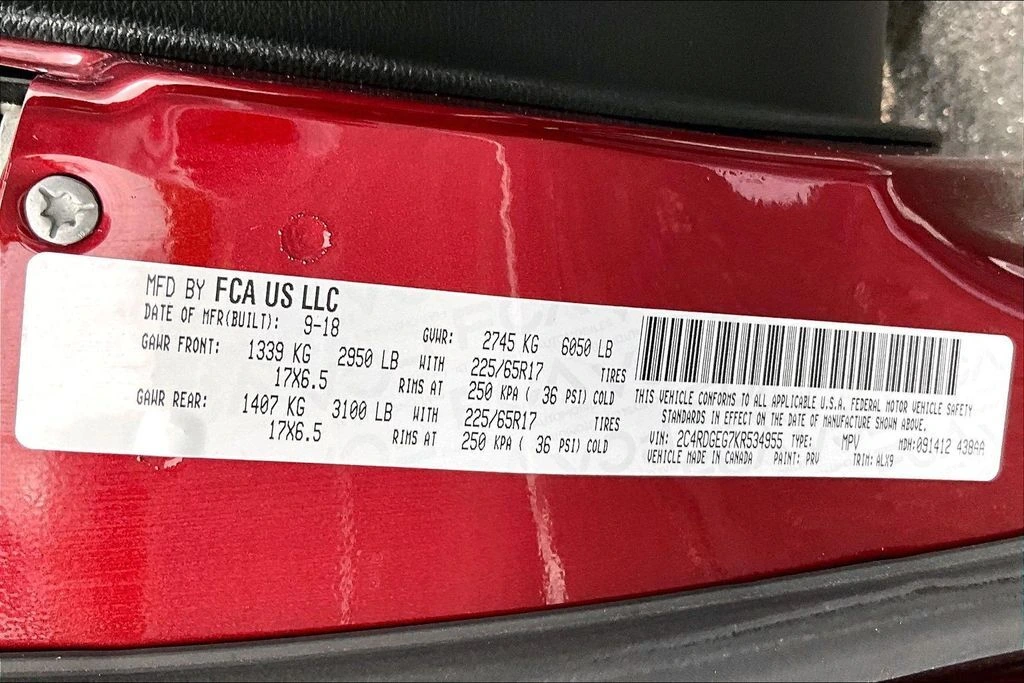 MFD BY FCA US LLC
DATE OF MFR(BUILT): 9-18 GVWR: 2745 KG 6050 LB
GAWR FRONT: 1339 KG 2950 LB WITH 225/65R17 TIRES
17X6.5 RIMS AT 250 KPA ( 36 PSI) COLD
GAWR REAR: 1407 KG 3100 LB WITH 225/65R17 TIRES
17X6.5 RIMS AT 250 KPA ( 36 PSI) COLD
THIS VEHICLE CONFORMS TO ALL APPLICABLE U.S.A. FEDERAL MOTOR VEHICLE SAFETY
STANDARDS IN EFFECT ON THE DATE OF MANUFACTURE SHOWN ABOVE.
VIN: 2C4RDGEG7KR534955 TYPE: MPV MDH:091412 438AA
VEHICLE MADE IN CANADA PAINT: PRV TRIM: ALX9